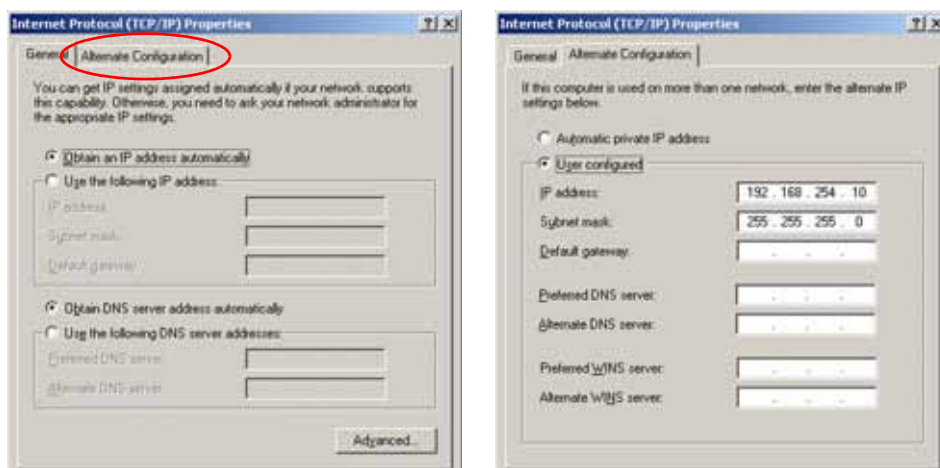 Internet Protocol (TCP/IP) Properties
General
Alternate Configuration
You can get IP settings assigned automatically if your network supports
this capability. Otherwise, you need to ask your network administrator for
the appropriate IP settings.
Obtain an IP address automatically
Use the following IP address:
IP address:
Subnet mask:
Default gateway:
Obtain DNS server address automatically
Use the following DNS server addresses:
Preferred DNS server:
Alternate DNS server:
Advanced...
Internet Protocol (TCP/IP) Properties
General
Alternate Configuration
If this computer is used on more than one network, enter the alternate IP
settings below.
Automatic private IP address
User configured
IP address: 192 . 168 . 254 . 10
Subnet mask: 255 . 255 . 255 . 0
Default gateway: . . .
Preferred DNS server: . . .
Alternate DNS server: . . .
Preferred WINS server: . . .
Alternate WINS server: . . .